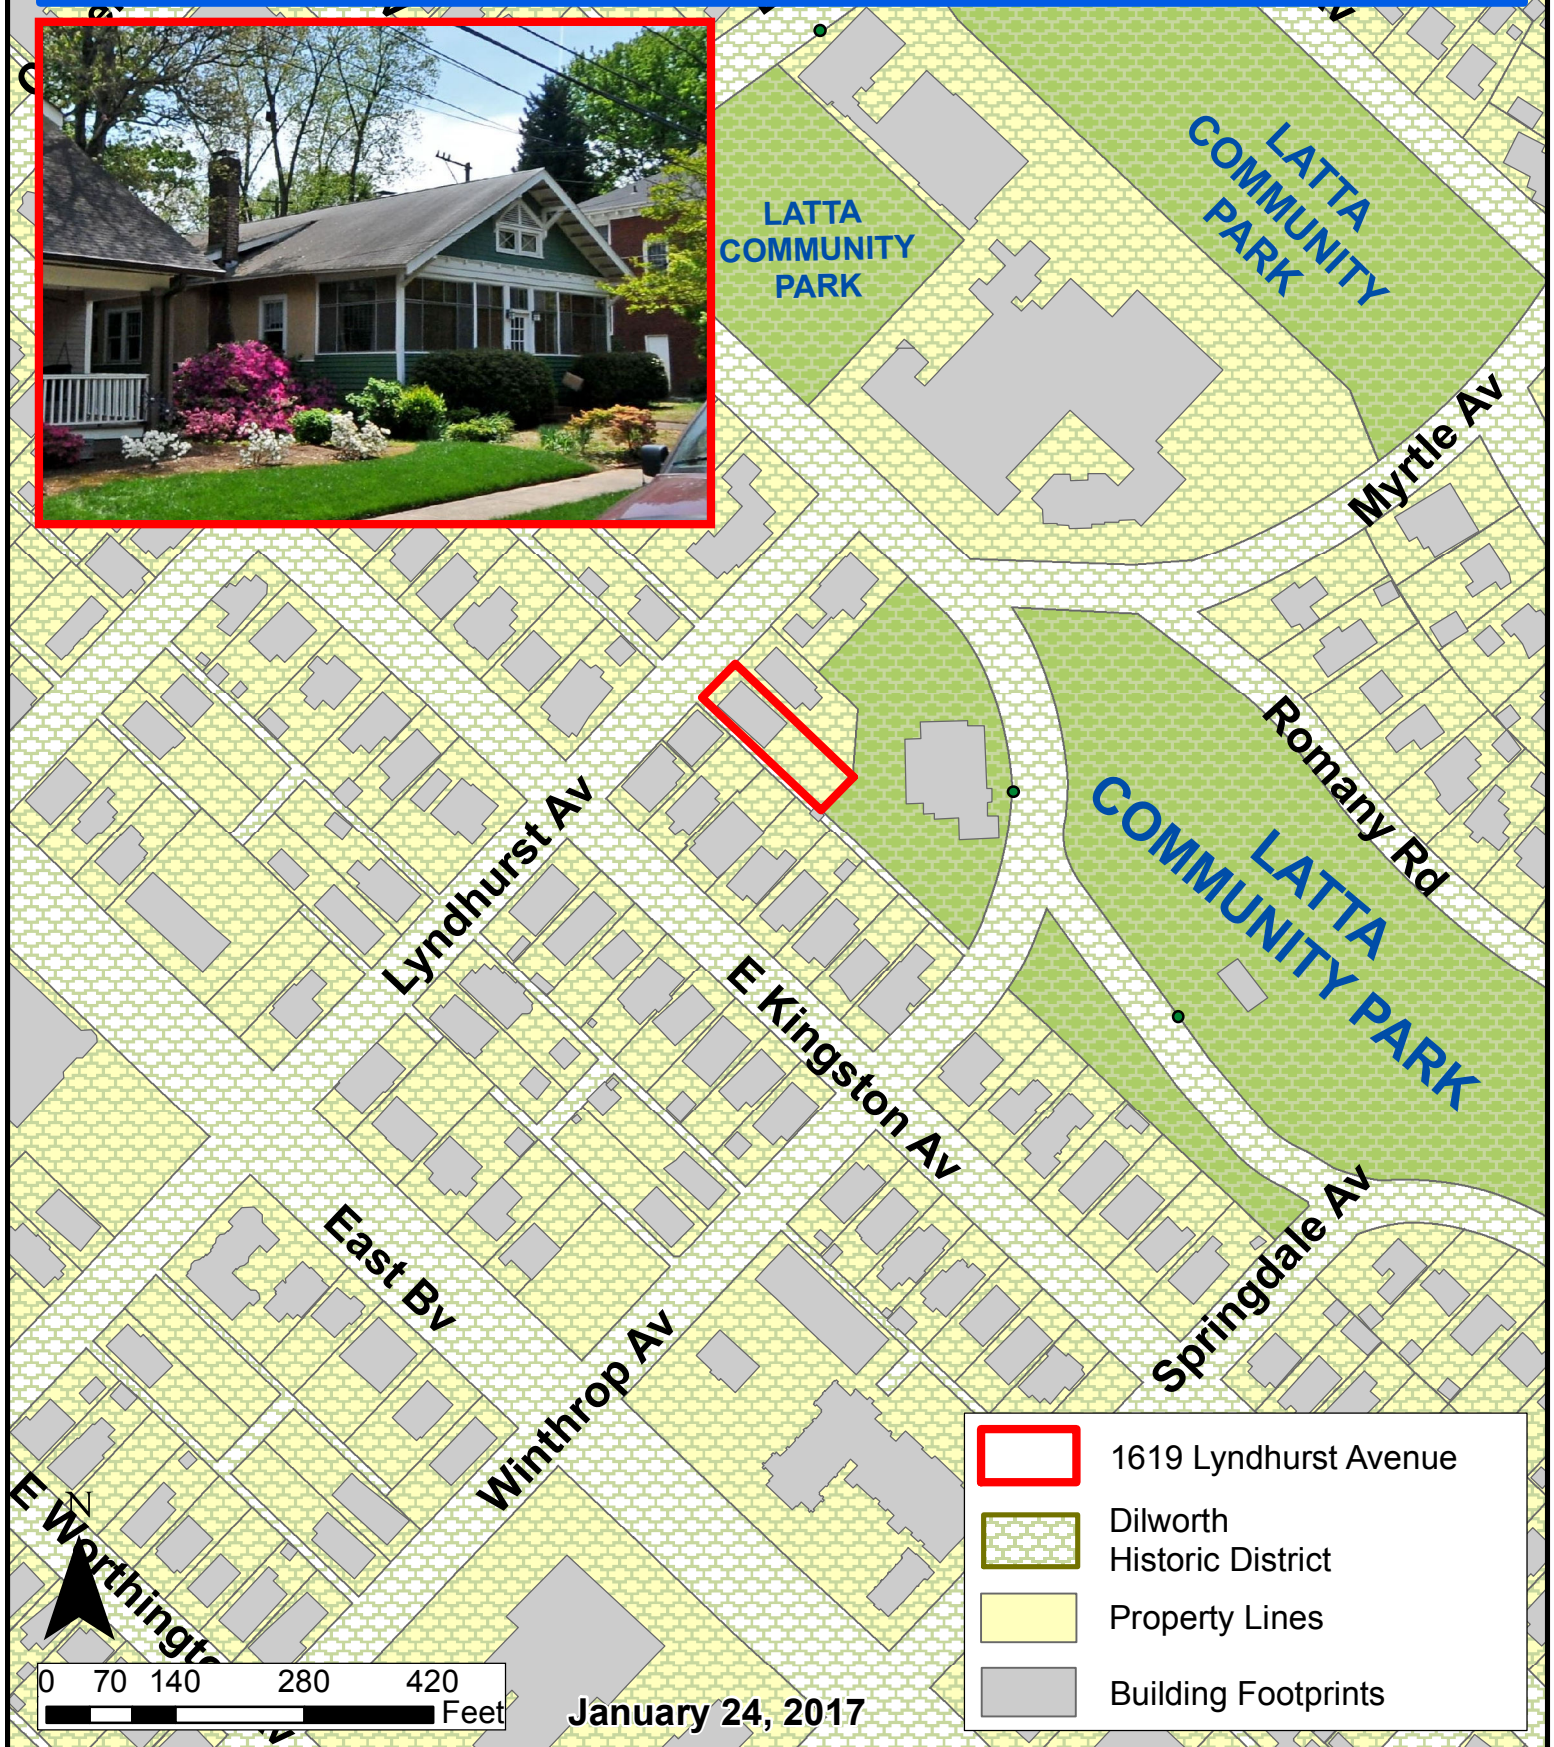 LATTA
COMMUNITY
PARK
LATTA
COMMUNITY
PARK
Myrtle Av
Romany Rd
LATTA
COMMUNITY PARK
Lyndhurst Av
E Kingston Av
East Bv
Winthrop Av
Springdale Av
E Worthingto
N
1619 Lyndhurst Avenue
Dilworth
Historic District
Property Lines
Building Footprints
0 70 140 280 420
Feet
January 24, 2017